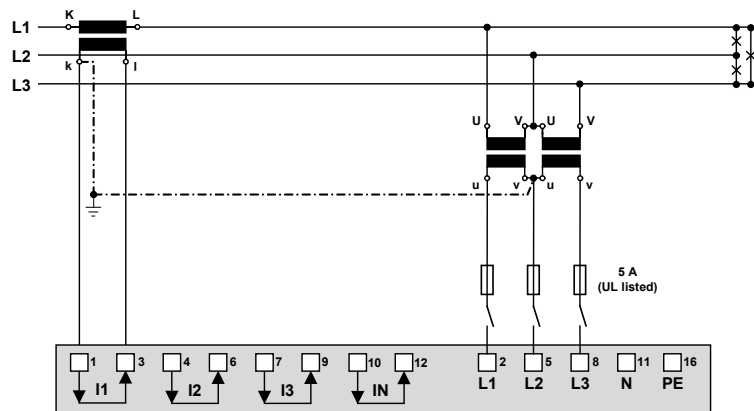 K L
L1
L2
k l
L3
U V U V
u v u v
5 A
(UL listed)
1 3 4 6 7 9 10 12 2 5 8 11 16
I1 I2 I3 IN L1 L2 L3 N PE